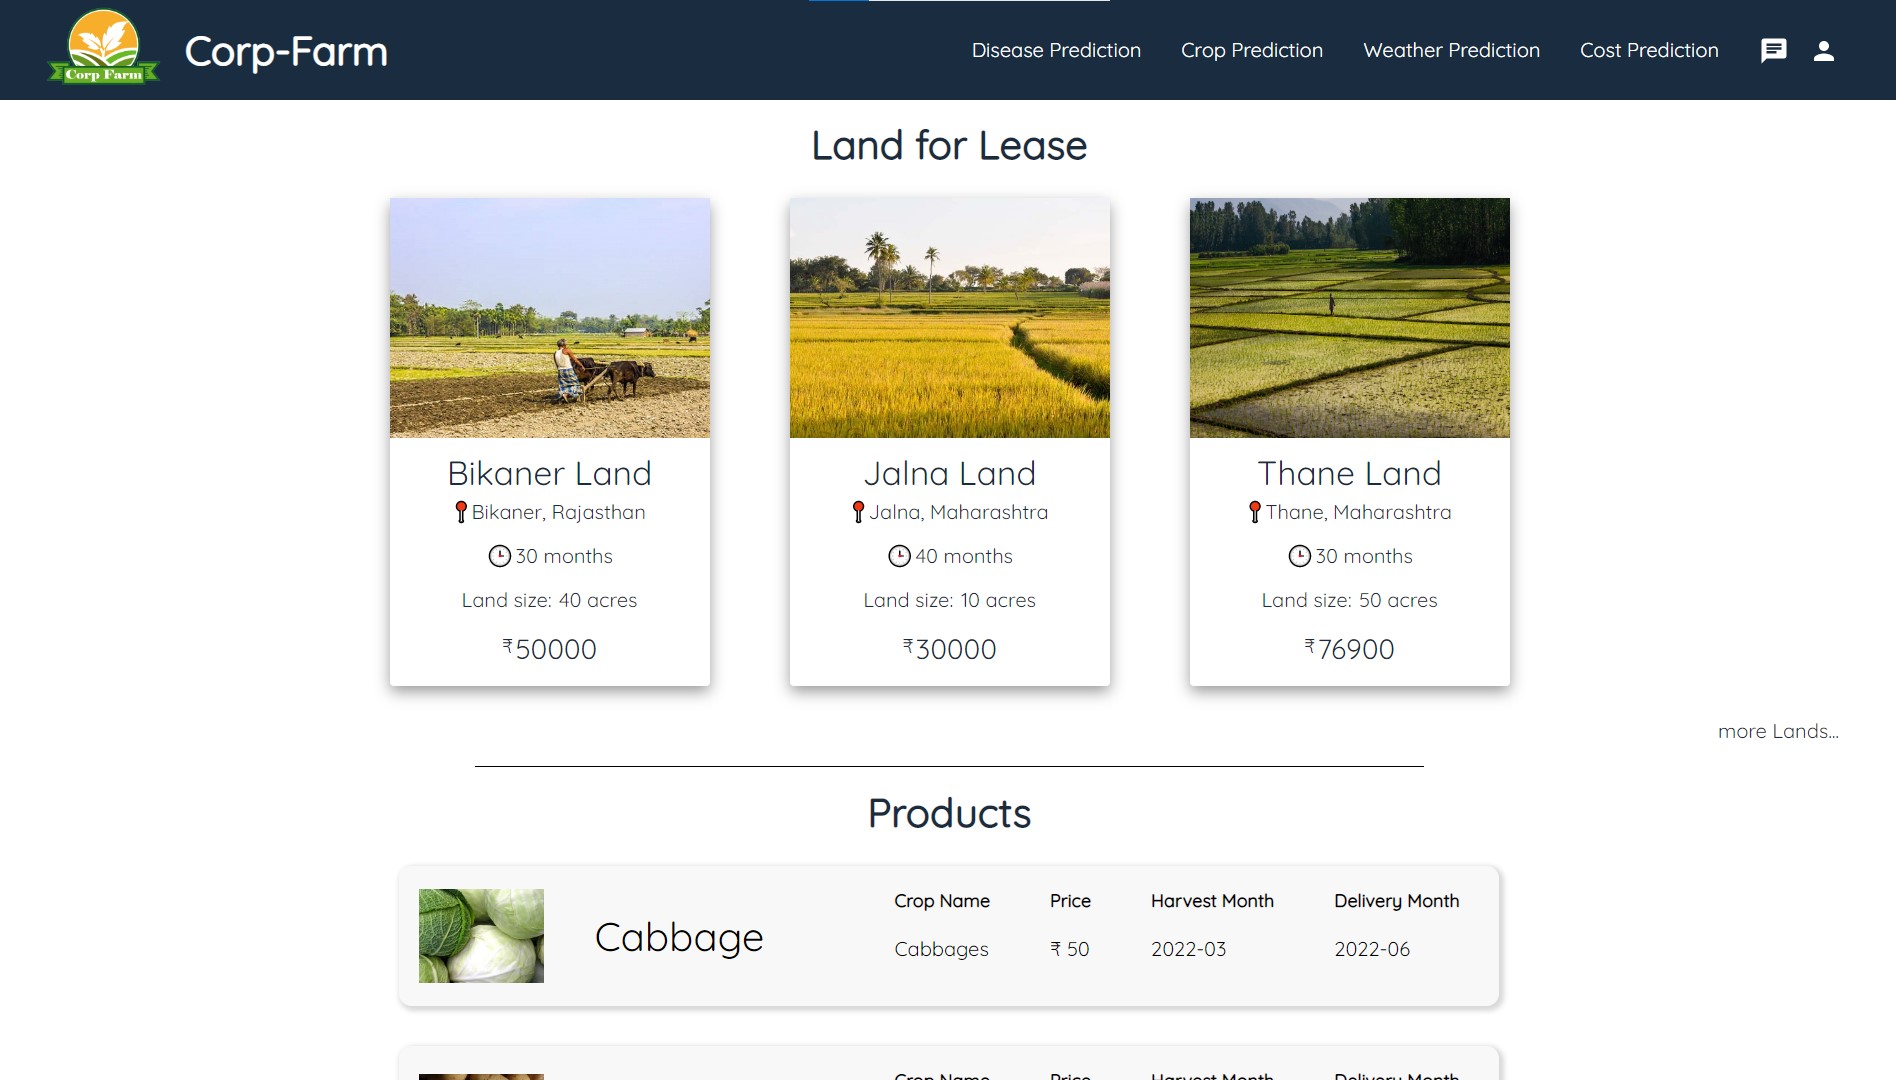 Corp Farm
Corp-Farm
Disease Prediction
Crop Prediction
Weather Prediction
Cost Prediction
Land for Lease
Bikaner Land
Bikaner, Rajasthan
30 months
Land size: 40 acres
₹50000
Jalna Land
Jalna, Maharashtra
40 months
Land size: 10 acres
₹30000
Thane Land
Thane, Maharashtra
30 months
Land size: 50 acres
₹76900
more Lands...
Products
Cabbage
Crop Name Price Harvest Month Delivery Month
Cabbages ₹ 50 2022-03 2022-06
Crop Name Price Harvest Month Delivery Month